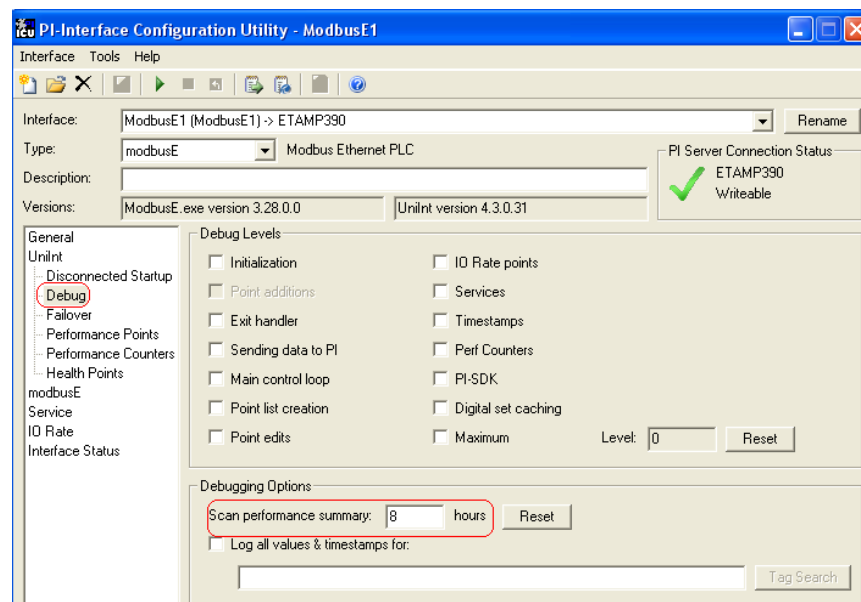 PI-Interface Configuration Utility - ModbusE1
Interface Tools Help
Interface: ModbusE1 (ModbusE1) -> ETAMP390 Rename
Type: modbusE Modbus Ethernet PLC
PI Server Connection Status
ETAMP390
Writeable
Description:
Versions: ModbusE.exe version 3.28.0.0 UniInt version 4.3.0.31
General
UniInt
Disconnected Startup
Debug
Failover
Performance Points
Performance Counters
Health Points
modbusE
Service
IO Rate
Interface Status
Debug Levels
Initialization IO Rate points
Point additions Services
Exit handler Timestamps
Sending data to PI Perf Counters
Main control loop PI-SDK
Point list creation Digital set caching
Point edits Maximum Level: 0 Reset
Debugging Options
Scan performance summary: 8 hours Reset
Log all values & timestamps for:
Tag Search